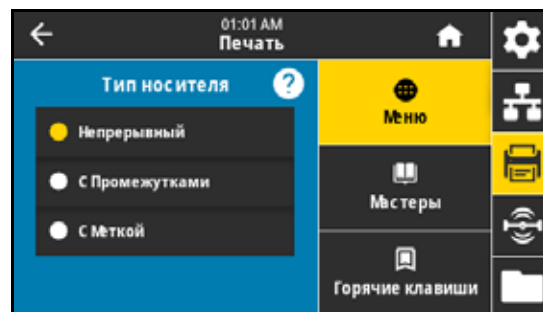 01:01 AM
Печать
Тип носителя
?
Непрерывный
С Промежутками
С Меткой
Меню
Мастеры
Горячие клавиши